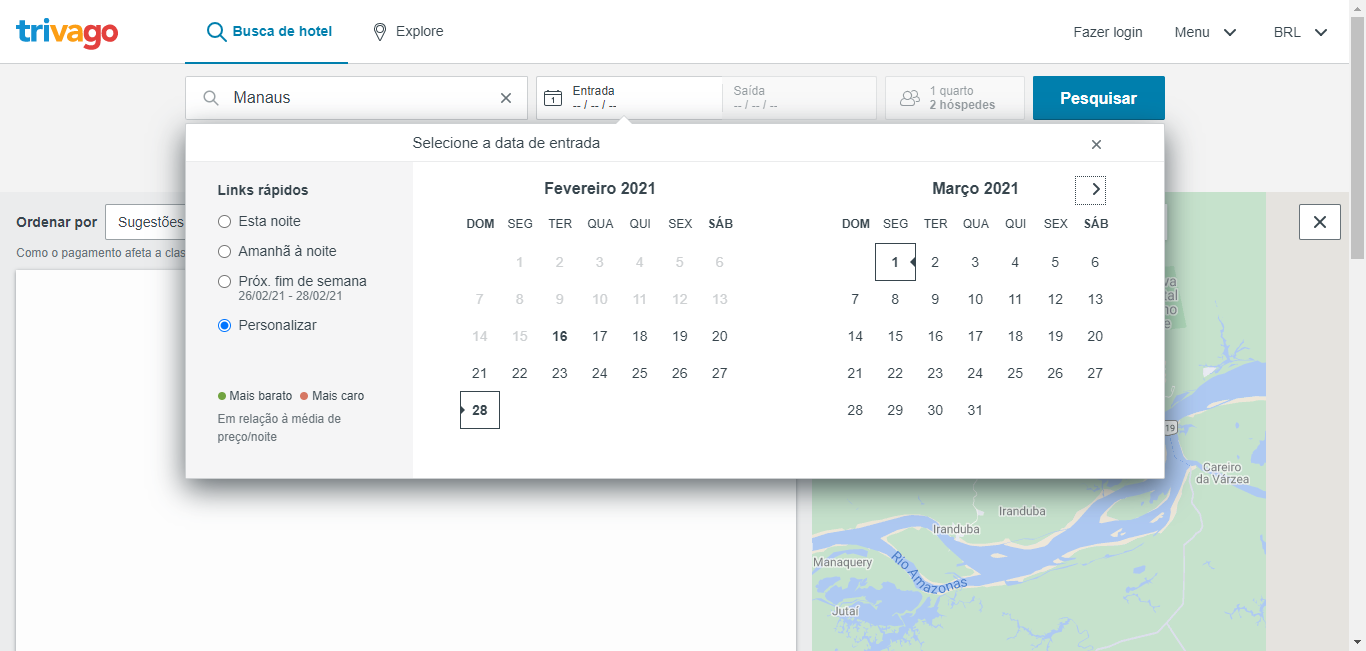 trivago
Busca de hotel
Explore
Fazer login
Menu
BRL
Manaus
Entrada
-- / -- / --
Saída
-- / -- / --
1 quarto
2 hóspedes
Pesquisar
Selecione a data de entrada
Links rápidos
Esta noite
Amanhã à noite
Próx. fim de semana
26/02/21 - 28/02/21
Personalizar
Mais barato Mais caro
Em relação à média de
preço/noite
Fevereiro 2021
DOM SEG TER QUA QUI SEX SÁB
1 2 3 4 5 6
7 8 9 10 11 12 13
14 15 16 17 18 19 20
21 22 23 24 25 26 27
28
Março 2021
DOM SEG TER QUA QUI SEX SÁB
1 2 3 4 5 6
7 8 9 10 11 12 13
14 15 16 17 18 19 20
21 22 23 24 25 26 27
28 29 30 31
Ordenar por
Sugestões
Como o pagamento afeta a clas
19
Careiro
da Várzea
Iranduba
Iranduba
Manaquery
Rio Amazonas
Jutaí